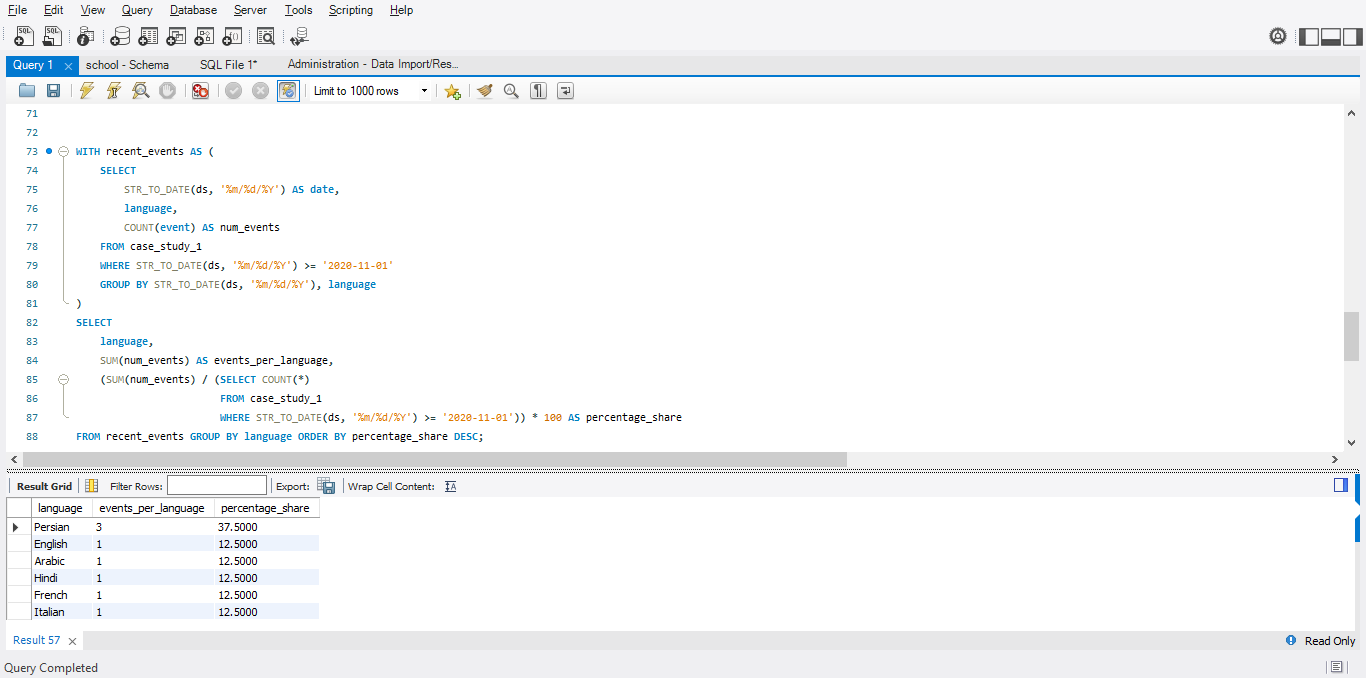 File Edit View Query Database Server Tools Scripting Help
Query 1 school - Schema SQL File 1* Administration - Data Import/Res...
Limit to 1000 rows
71
72
73 WITH recent_events AS (
74 SELECT
75 STR_TO_DATE(ds, '%m/%d/%Y') AS date,
76 language,
77 COUNT(event) AS num_events
78 FROM case_study_1
79 WHERE STR_TO_DATE(ds, '%m/%d/%Y') >= '2020-11-01'
80 GROUP BY STR_TO_DATE(ds, '%m/%d/%Y'), language
81 )
82 SELECT
83 language,
84 SUM(num_events) AS events_per_language,
85 (SUM(num_events) / (SELECT COUNT(*)
86 FROM case_study_1
87 WHERE STR_TO_DATE(ds, '%m/%d/%Y') >= '2020-11-01')) * 100 AS percentage_share
88 FROM recent_events GROUP BY language ORDER BY percentage_share DESC;
Result Grid Filter Rows: Export: Wrap Cell Content:
language events_per_language percentage_share
Persian 3 37.5000
English 1 12.5000
Arabic 1 12.5000
Hindi 1 12.5000
French 1 12.5000
Italian 1 12.5000
Result 57 Read Only
Query Completed